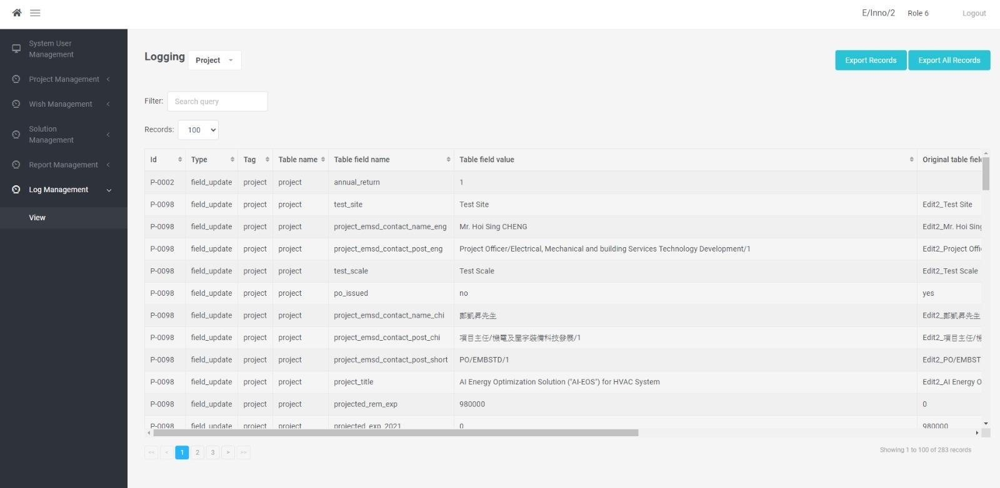 E/Inno/2 Role 6 Logout
System User
Management
Project Management
Wish Management
Solution
Management
Report Management
Log Management
View
Logging Project Export Records Export All Records
Filter: Search query
Records: 100
Id Type Tag Table name Table field name Table field value Original table fiel
P-0002 field_update project project annual_return 1
P-0098 field_update project project test_site Test Site Edit2_Test Site
P-0098 field_update project project project_emsd_contact_name_eng Mr. Hoi Sing CHENG Edit2_Mr. Hoi Sing
P-0098 field_update project project project_emsd_contact_post_eng Project Officer/Electrical, Mechanical and building Services Technology Development/1 Edit2_Project Offi
P-0098 field_update project project test_scale Test Scale Edit2_Test Scale
P-0098 field_update project project po_issued no yes
P-0098 field_update project project project_emsd_contact_name_chi 鄭凱昇先生 Edit2_鄭凱昇先生
P-0098 field_update project project project_emsd_contact_post_chi 項目主任/機電及屋宇裝備科技發展/1 Edit2_項目主任/機
P-0098 field_update project project project_emsd_contact_post_short PO/EMBSTD/1 Edit2_PO/EMBST
P-0098 field_update project project project_title AI Energy Optimization Solution ("AI-EOS") for HVAC System Edit2_AI Energy O
P-0098 field_update project project projected_rem_exp 980000 0
P-0098 field_update project project projected_exp_2021 0 980000
<< < 1 2 3 > >> Showing 1 to 100 of 283 records